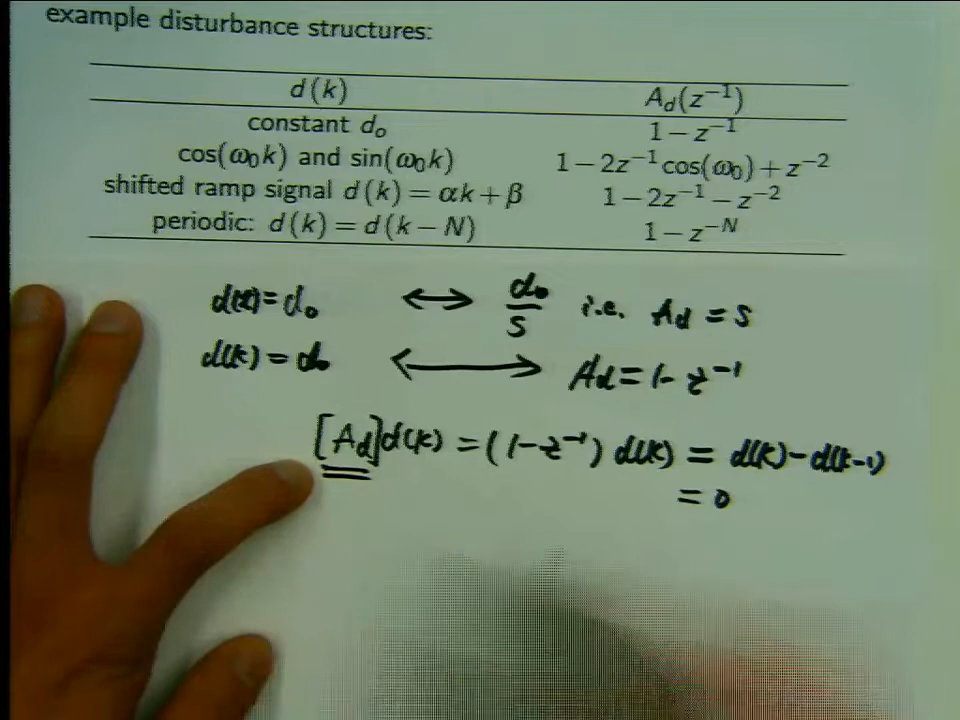 example disturbance structures:
d(k) A_d(z^{-1})
constant d_o 1 − z^{-1}
cos(ω_0k) and sin(ω_0k) 1 − 2z^{-1} cos(ω_0) + z^{-2}
shifted ramp signal d(k) = αk + β 1 − 2z^{-1} − z^{-2}
periodic: d(k) = d(k − N) 1 − z^{-N}
d(t) = d_o ↔ d_o/s i.e. A_d = s
d(k) = d_o ⟷ A_d = 1 - z^{-1}
[A_d]d(k) = (1 - z^{-1}) d(k) = d(k) - d(k-1)
= 0